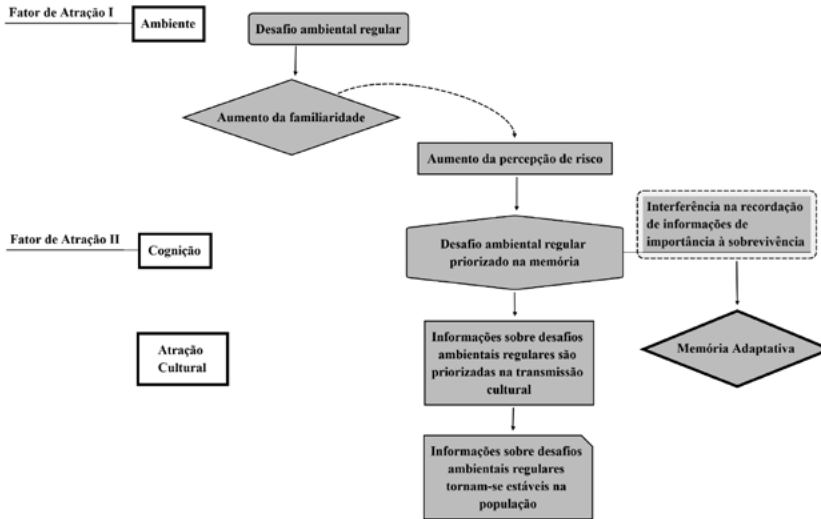 Fator de Atração I
Ambiente
Desafio ambiental regular
Aumento da familiaridade
Aumento da percepção de risco
Interferência na recordação
de informações de
importância à sobrevivência
Fator de Atração II
Cognição
Desafio ambiental regular
priorizado na memória
Atração
Cultural
Informações sobre desafios
ambientais regulares são
priorizadas na transmissão
cultural
Memória Adaptativa
Informações sobre desafios
ambientais regulares
tornam-se estáveis na
população